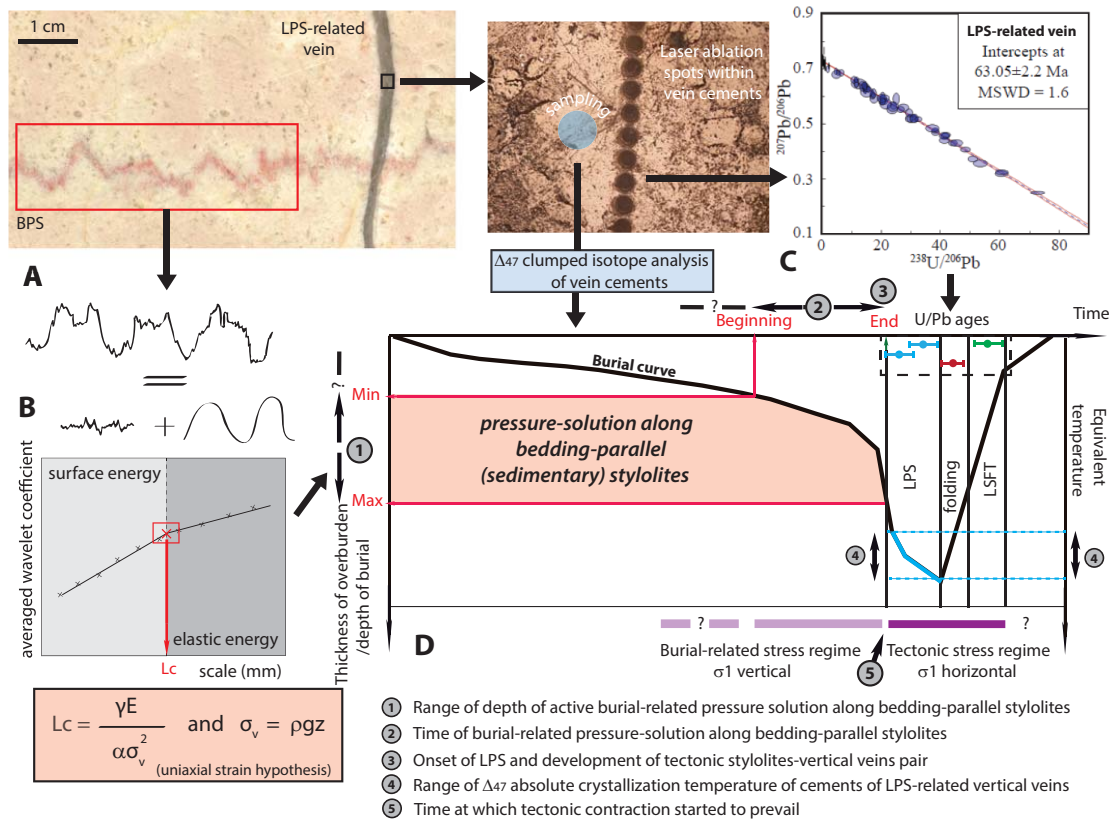 1 cm
LPS-related
vein
BPS
Laser ablation
spots within
vein cements
sampling
Δ47 clumped isotope analysis
of vein cements
0.9
0.7
0.5
0.3
0.1
207Pb/206Pb
LPS-related vein
Intercepts at
63.05±2.2 Ma
MSWD = 1.6
0
20
40
60
80
238U/206Pb
A
C
B
surface energy
elastic energy
averaged wavelet coefficient
Lc
scale (mm)
Lc = γE / ασv² and σv = ρgz
(uniaxial strain hypothesis)
?
2
3
Beginning
End
U/Pb ages
Time
?
Min
1
Max
Thickness of overburden
/depth of burial
Burial curve
pressure-solution along
bedding-parallel
(sedimentary) stylolites
LPS
folding
LSFT
Equivalent
temperature
4
4
D
?
?
Burial-related stress regime
σ1 vertical
5
Tectonic stress regime
σ1 horizontal
1 Range of depth of active burial-related pressure solution along bedding-parallel stylolites
2 Time of burial-related pressure-solution along bedding-parallel stylolites
3 Onset of LPS and development of tectonic stylolites-vertical veins pair
4 Range of Δ47 absolute crystallization temperature of cements of LPS-related vertical veins
5 Time at which tectonic contraction started to prevail